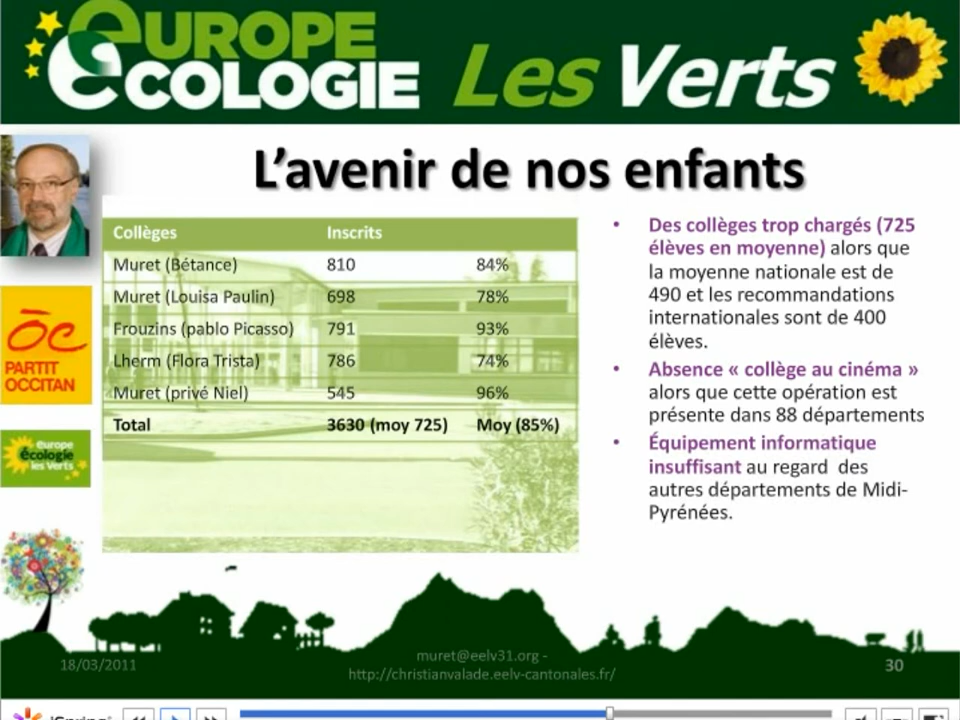 EUROPE
ECOLOGIE Les Verts
L'avenir de nos enfants
Collèges Inscrits
Muret (Bétance) 810 84%
Muret (Louisa Paulin) 698 78%
Frouzins (pablo Picasso) 791 93%
Lherm (Flora Trista) 786 74%
Muret (privé Niel) 545 96%
Total 3630 (moy 725) Moy (85%)
• Des collèges trop chargés (725
élèves en moyenne) alors que
la moyenne nationale est de
490 et les recommandations
internationales sont de 400
élèves.
• Absence « collège au cinéma »
alors que cette opération est
présente dans 88 départements
• Équipement informatique
insuffisant au regard des
autres départements de Midi-
Pyrénées.
ÒC
PARTIT
OCCITAN
europe
écologie
les Verts
18/03/2011
muret@eelv31.org -
http://christianvalade.eelv-cantonales.fr/
30
iSpring